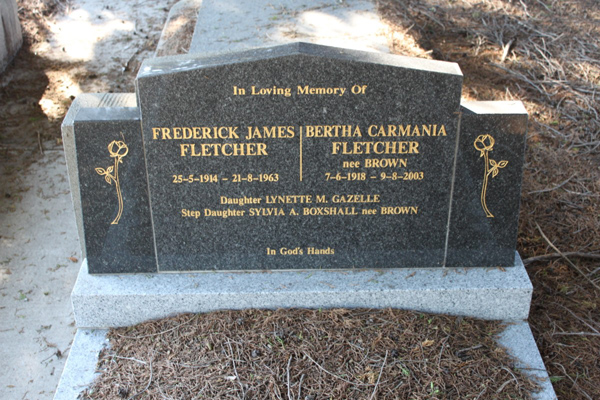 In Loving Memory Of
FREDERICK JAMES
FLETCHER
25-5-1914 - 21-8-1963
BERTHA CARMANIA
FLETCHER
nee BROWN
7-6-1918 - 9-8-2003
Daughter LYNETTE M. GAZELLE
Step Daughter SYLVIA A. BOXSHALL nee BROWN
In God's Hands